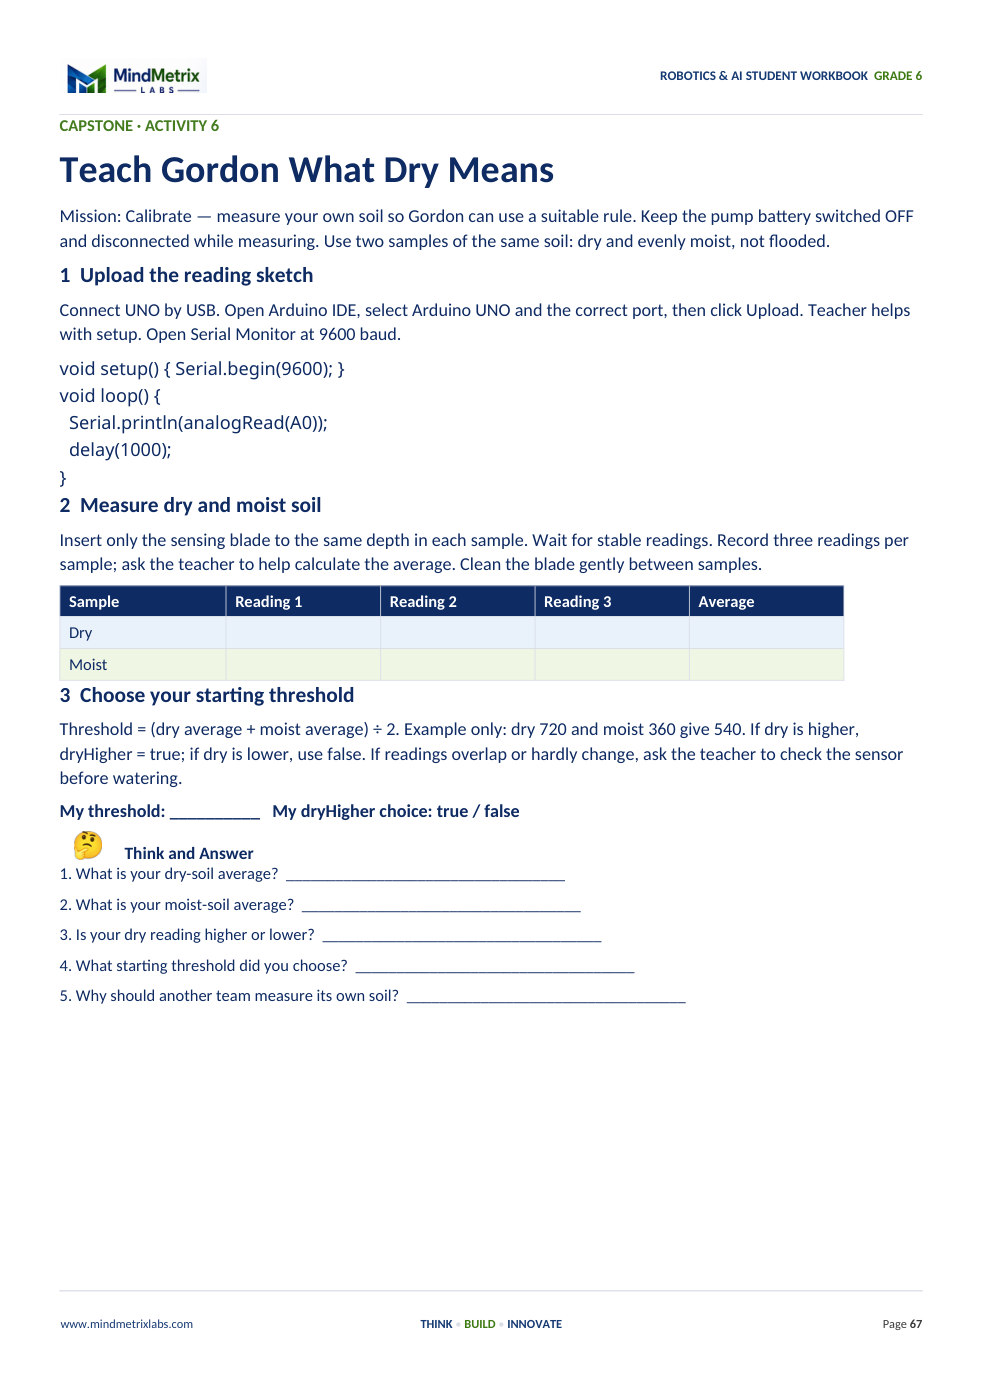 MindMetrix
LABS
ROBOTICS & AI STUDENT WORKBOOK GRADE 6
CAPSTONE · ACTIVITY 6
Teach Gordon What Dry Means
Mission: Calibrate — measure your own soil so Gordon can use a suitable rule. Keep the pump battery switched OFF
and disconnected while measuring. Use two samples of the same soil: dry and evenly moist, not flooded.
1 Upload the reading sketch
Connect UNO by USB. Open Arduino IDE, select Arduino UNO and the correct port, then click Upload. Teacher helps
with setup. Open Serial Monitor at 9600 baud.
void setup() { Serial.begin(9600); }
void loop() {
  Serial.println(analogRead(A0));
  delay(1000);
}
2 Measure dry and moist soil
Insert only the sensing blade to the same depth in each sample. Wait for stable readings. Record three readings per
sample; ask the teacher to help calculate the average. Clean the blade gently between samples.
Sample Reading 1 Reading 2 Reading 3 Average
Dry
Moist
3 Choose your starting threshold
Threshold = (dry average + moist average) ÷ 2. Example only: dry 720 and moist 360 give 540. If dry is higher,
dryHigher = true; if dry is lower, use false. If readings overlap or hardly change, ask the teacher to check the sensor
before watering.
My threshold: __________ My dryHigher choice: true / false
🤔 Think and Answer
1. What is your dry-soil average? __________________________________
2. What is your moist-soil average? __________________________________
3. Is your dry reading higher or lower? __________________________________
4. What starting threshold did you choose? __________________________________
5. Why should another team measure its own soil? __________________________________
www.mindmetrixlabs.com THINK • BUILD • INNOVATE Page 67